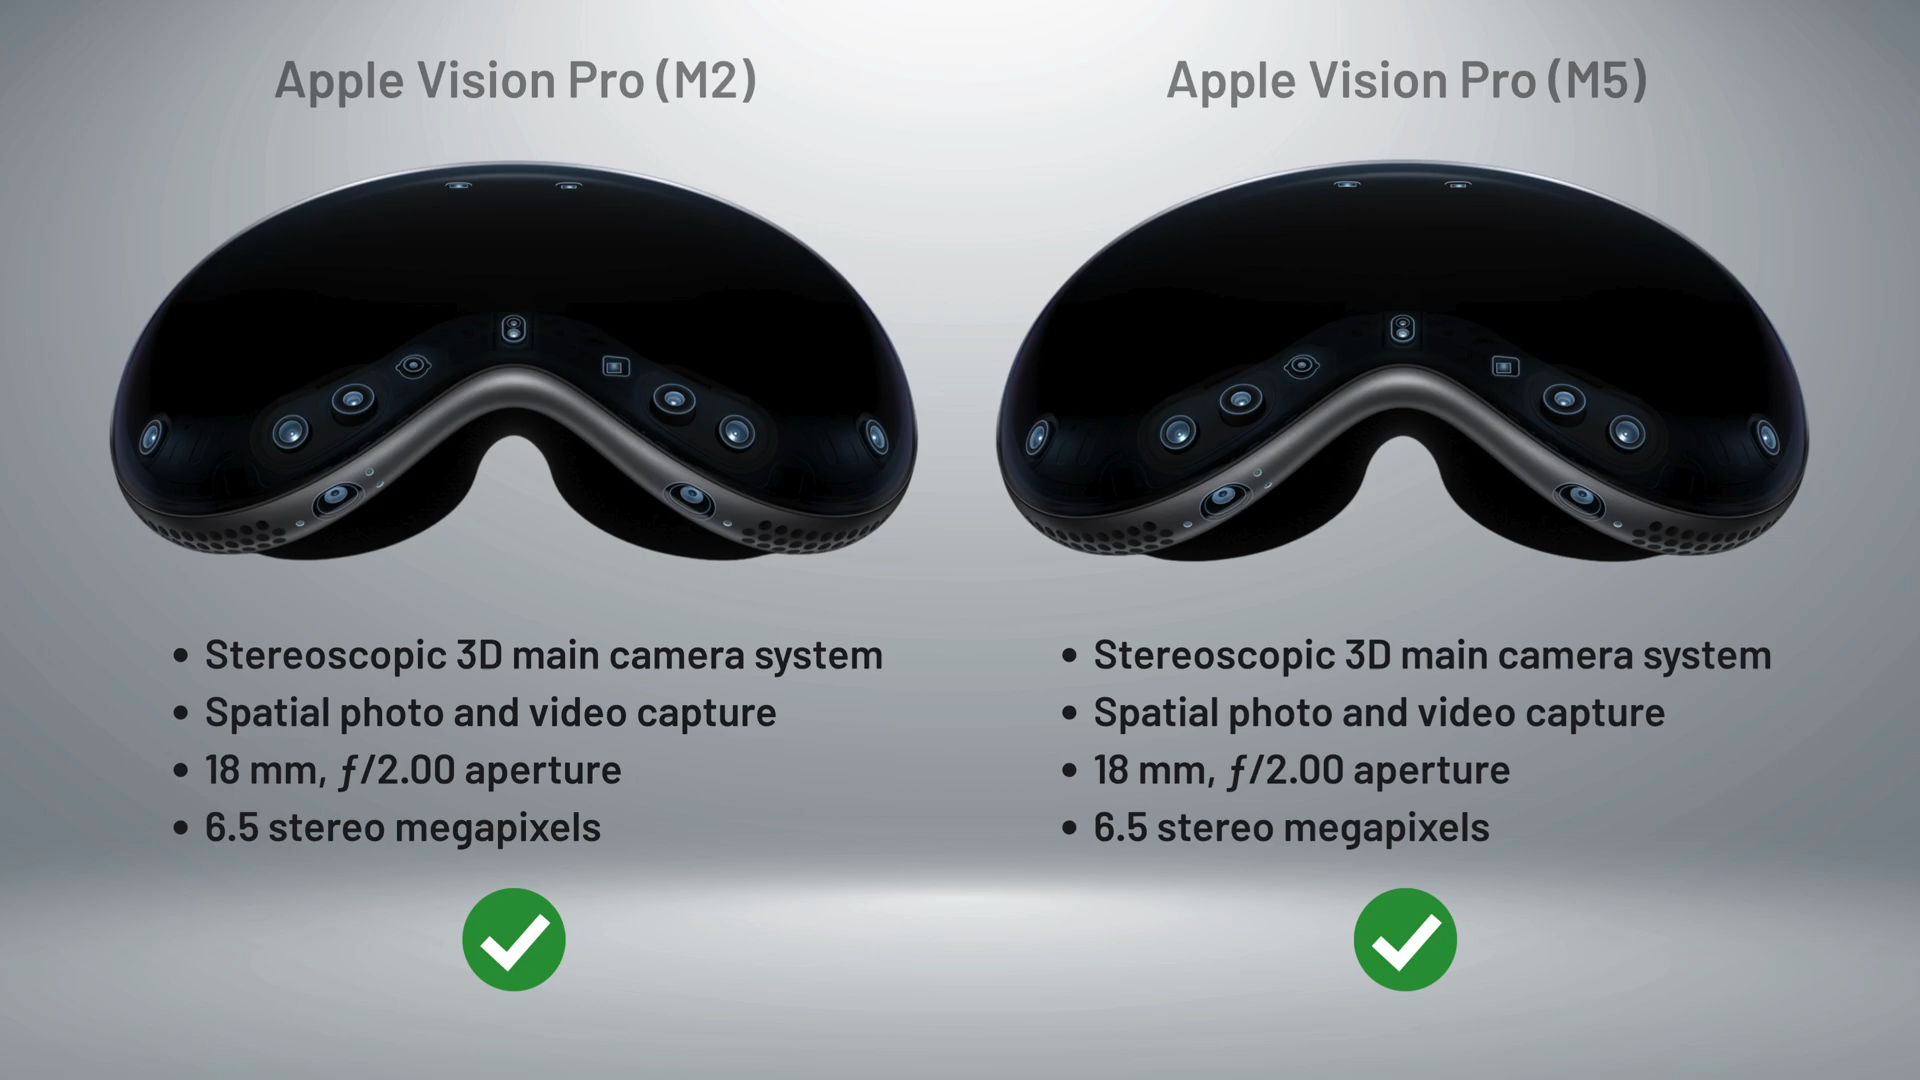 Apple Vision Pro (M2)
• Stereoscopic 3D main camera system
• Spatial photo and video capture
• 18 mm, ƒ/2.00 aperture
• 6.5 stereo megapixels
Apple Vision Pro (M5)
• Stereoscopic 3D main camera system
• Spatial photo and video capture
• 18 mm, ƒ/2.00 aperture
• 6.5 stereo megapixels